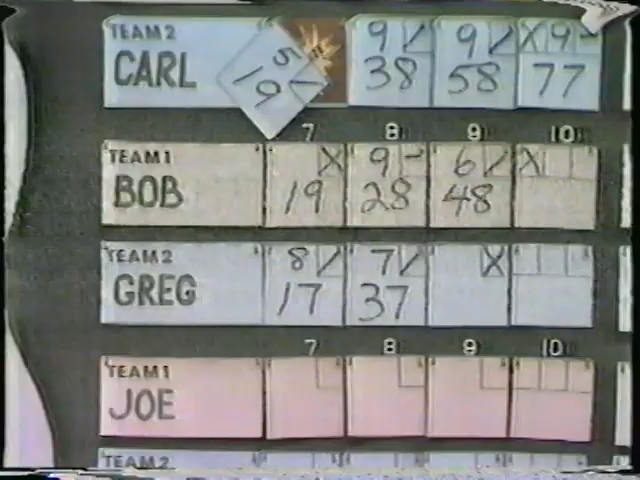 TEAM 2
CARL
5 /
19
9 /
38
9 /
58
X 9 -
77
7 8 9 10
TEAM 1
BOB
X
19
9 -
28
6 /
48
X
TEAM 2
GREG
8 /
17
7 /
37
X
7 8 9 10
TEAM 1
JOE
TEAM 2